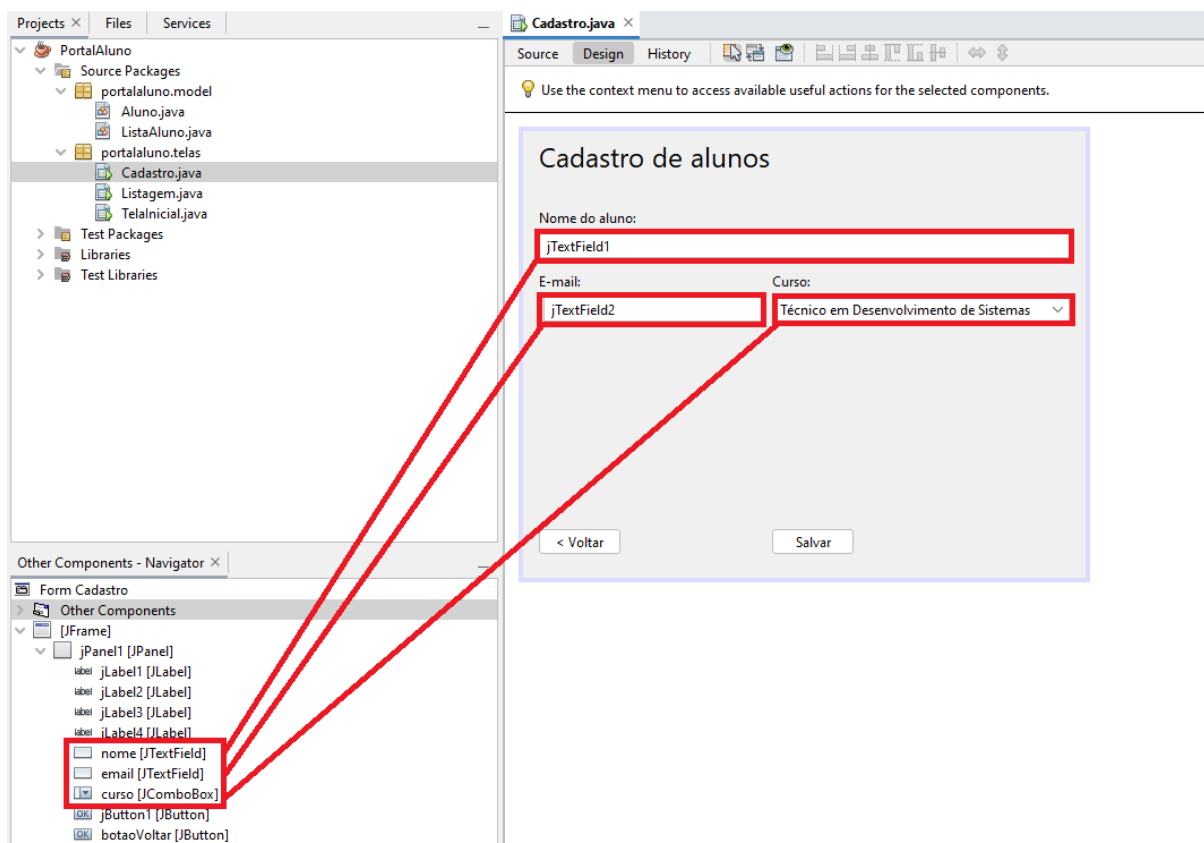 Projects Files Services
PortalAluno
Source Packages
portalaluno.model
Aluno.java
ListaAluno.java
portalaluno.telas
Cadastro.java
Listagem.java
TelaInicial.java
Test Packages
Libraries
Test Libraries
Other Components - Navigator
Form Cadastro
Other Components
[JFrame]
jPanel1 [JPanel]
label jLabel1 [JLabel]
label jLabel2 [JLabel]
label jLabel3 [JLabel]
label jLabel4 [JLabel]
nome [JTextField]
email [JTextField]
curso [JComboBox]
OK jButton1 [JButton]
OK botaoVoltar [JButton]
Cadastro.java
Source Design History
Use the context menu to access available useful actions for the selected components.
Cadastro de alunos
Nome do aluno:
jTextField1
E-mail: Curso:
jTextField2 Técnico em Desenvolvimento de Sistemas
< Voltar Salvar